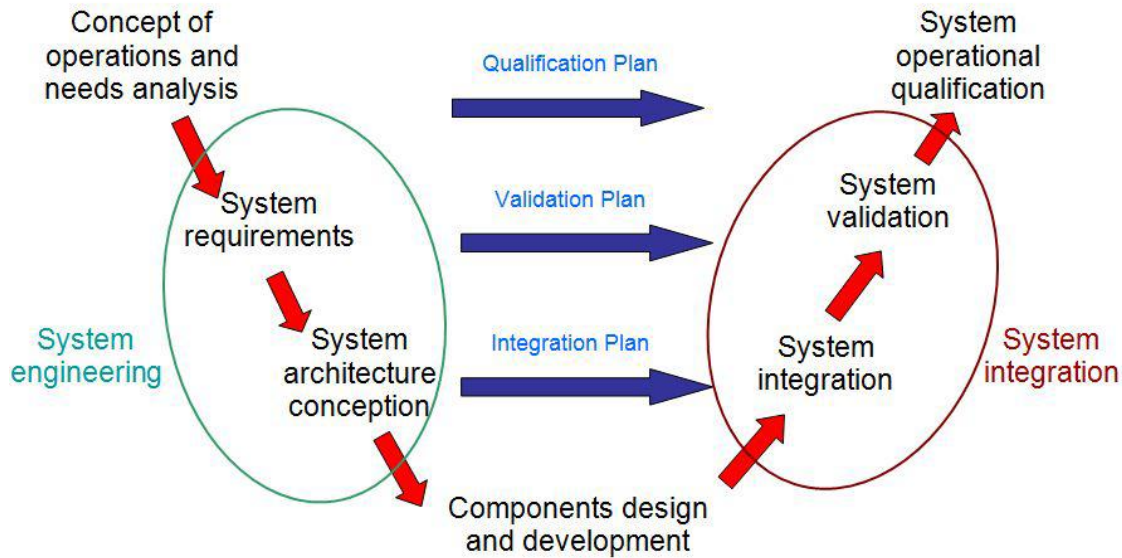 Concept of
operations and
needs analysis
System
requirements
System
architecture
conception
System
engineering
Components design
and development
Qualification Plan
Validation Plan
Integration Plan
System
operational
qualification
System
validation
System
integration
System
integration